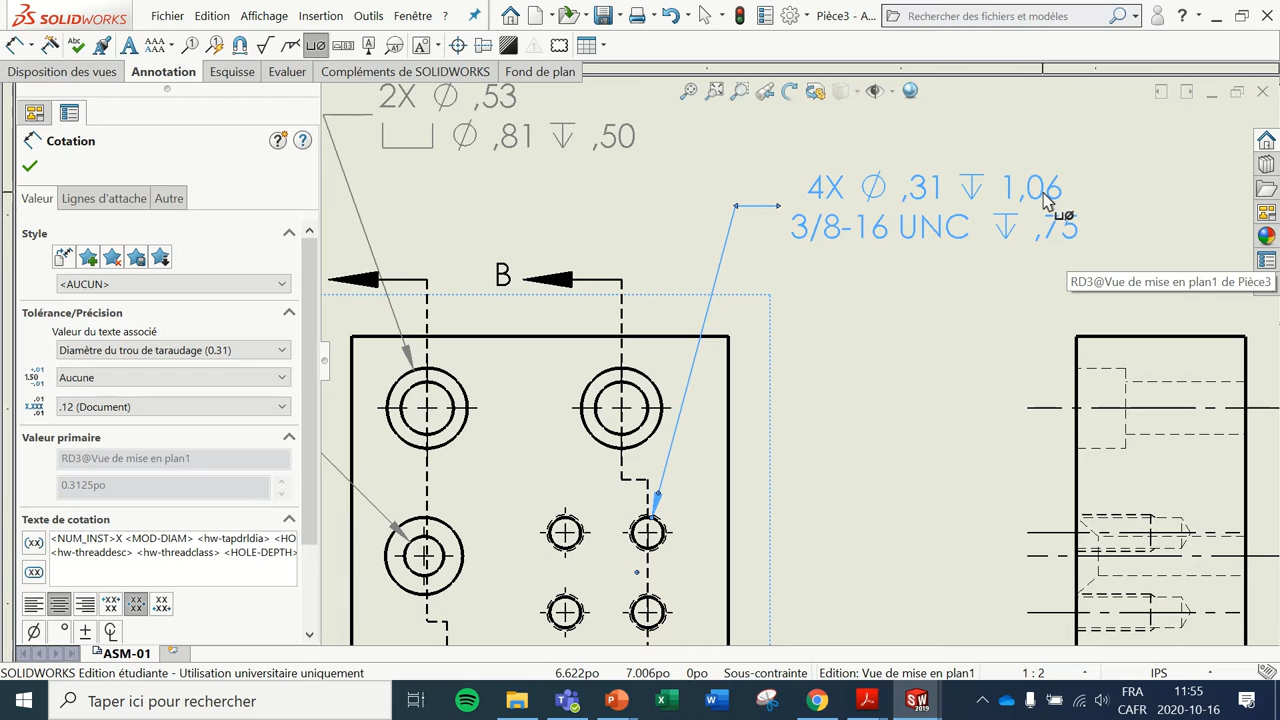 SOLIDWORKS
Fichier
Edition
Affichage
Insertion
Outils
Fenêtre
Pièce3 - A...
Rechercher des fichiers et modèles
Disposition des vues
Annotation
Esquisse
Evaluer
Compléments de SOLIDWORKS
Fond de plan
Cotation
Valeur
Lignes d'attache
Autre
Style
<AUCUN>
Tolérance/Précision
Valeur du texte associé
Diamètre du trou de taraudage (0.31)
Aucune
.12 (Document)
Valeur primaire
RD3@Vue de mise en plan1
0.3125po
Texte de cotation
<NUM_INST>X <MOD-DIAM> <hw-tapdrldia> <HO
<hw-threaddesc> <hw-threadclass> <HOLE-DEPTH>
2X ∅ ,53
⌴ ∅ ,81 ↧ ,50
4X ∅ ,31 ↧ 1,06
3/8-16 UNC ↧ ,75
B
RD3@Vue de mise en plan1 de Pièce3
ASM-01
SOLIDWORKS Edition étudiante - Utilisation universitaire uniquement
6.622po
7.006po
0po
Sous-contrainte
Edition: Vue de mise en plan1
1 : 2
IPS
Taper ici pour rechercher
FRA
CAFR
11:55
2020-10-16